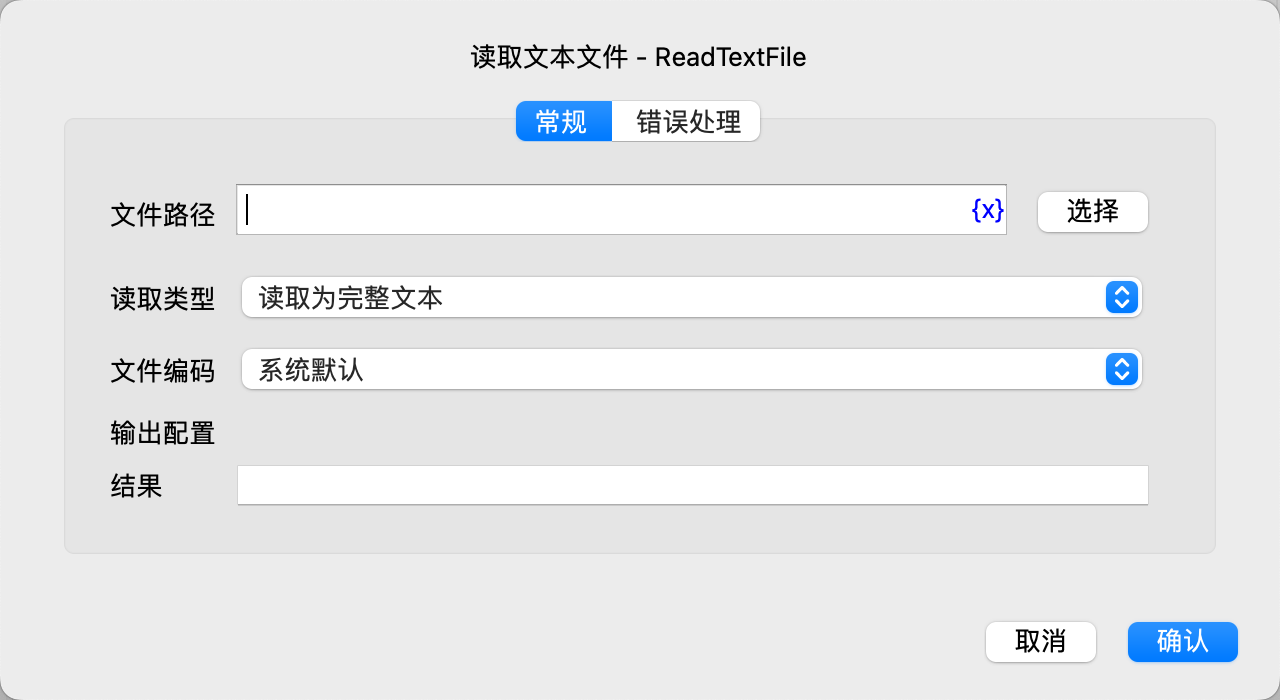 读取文本文件 - ReadTextFile
常规 错误处理
文件路径 {x} 选择
读取类型 读取为完整文本
文件编码 系统默认
输出配置
结果
取消 确认